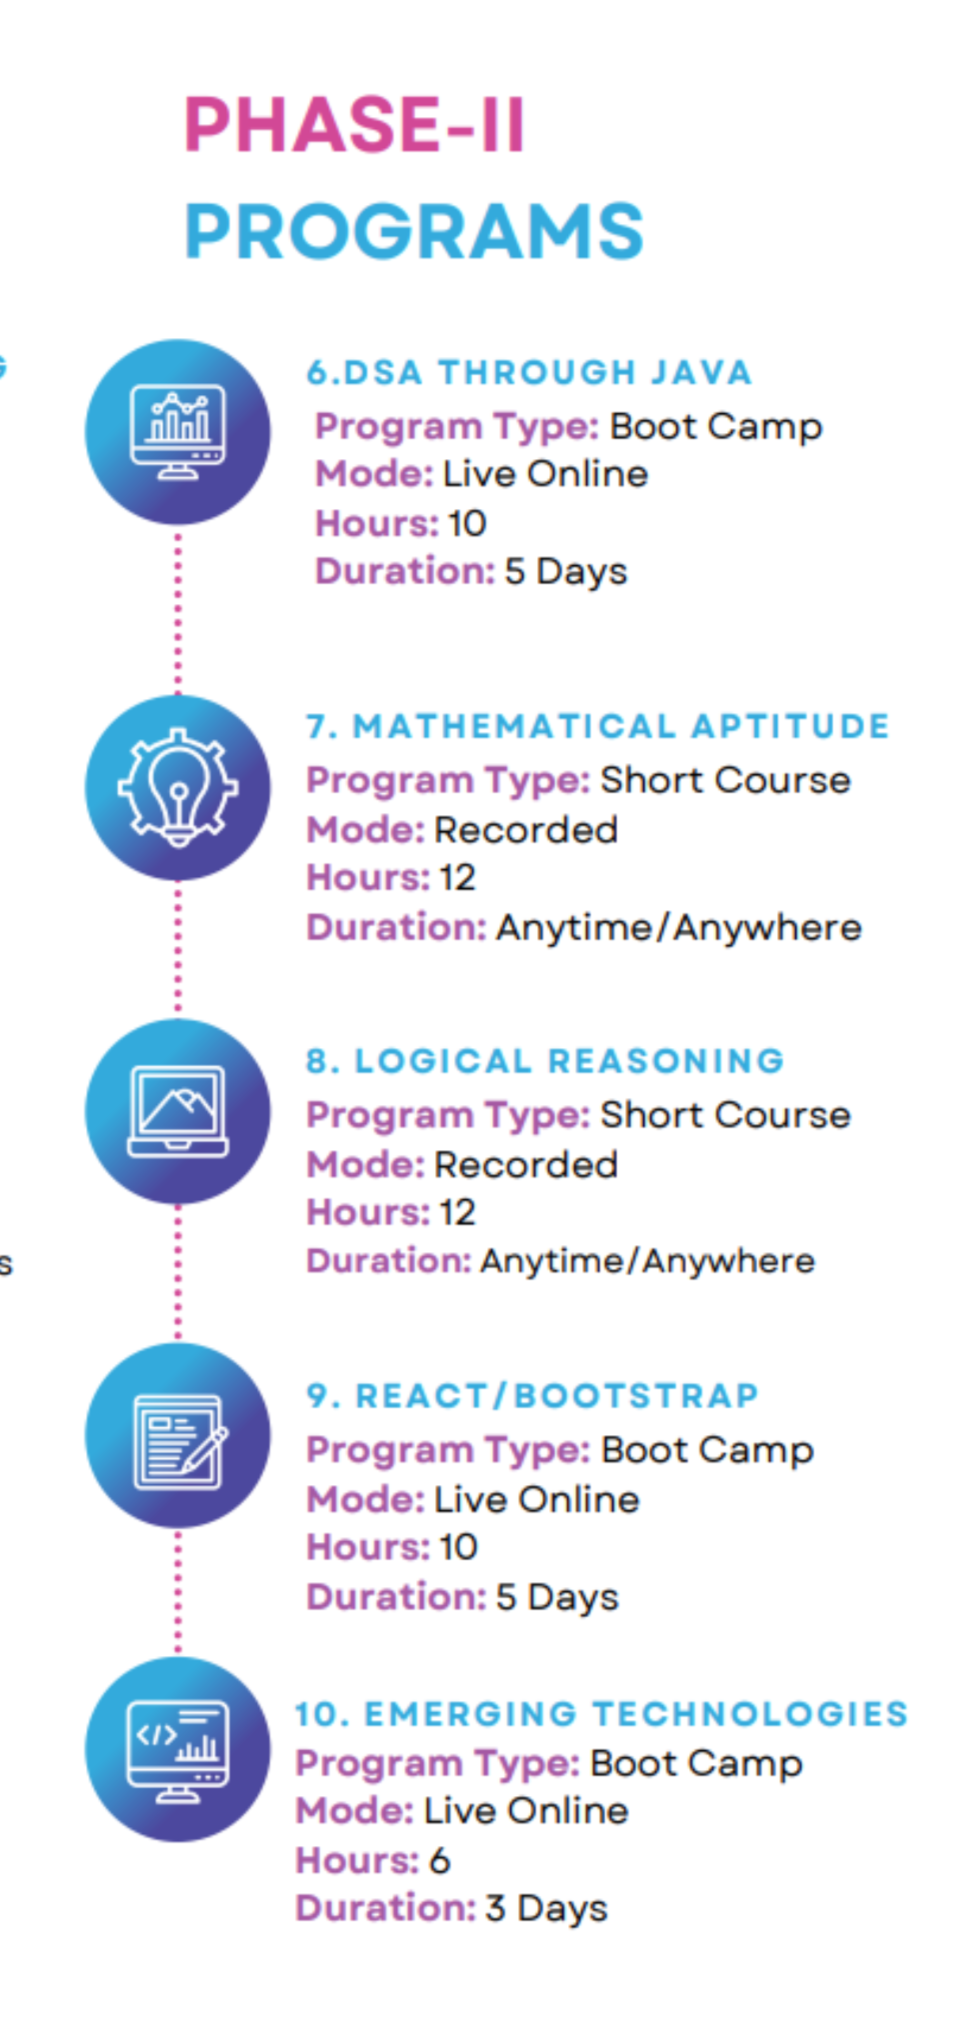 PHASE-II
PROGRAMS
6.DSA THROUGH JAVA
Program Type: Boot Camp
Mode: Live Online
Hours: 10
Duration: 5 Days
7. MATHEMATICAL APTITUDE
Program Type: Short Course
Mode: Recorded
Hours: 12
Duration: Anytime/Anywhere
8. LOGICAL REASONING
Program Type: Short Course
Mode: Recorded
Hours: 12
Duration: Anytime/Anywhere
9. REACT/BOOTSTRAP
Program Type: Boot Camp
Mode: Live Online
Hours: 10
Duration: 5 Days
10. EMERGING TECHNOLOGIES
Program Type: Boot Camp
Mode: Live Online
Hours: 6
Duration: 3 Days